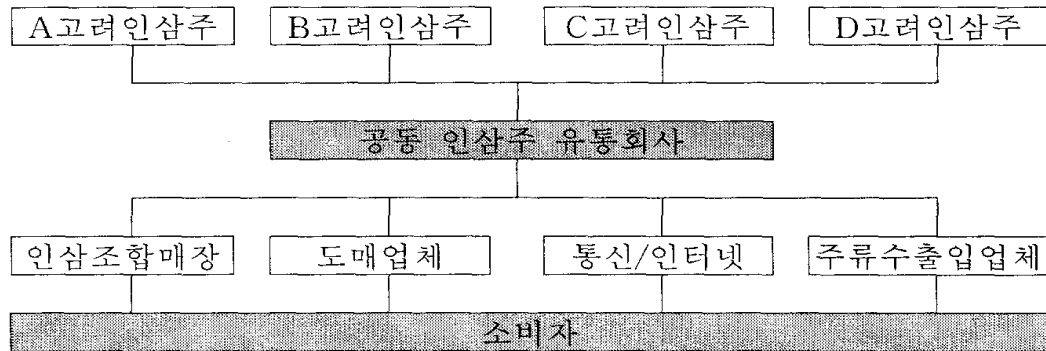 A고려인삼주 B고려인삼주 C고려인삼주 D고려인삼주
공동 인삼주 유통회사
인삼조합매장 도매업체 통신/인터넷 주류수출입업체
소비자